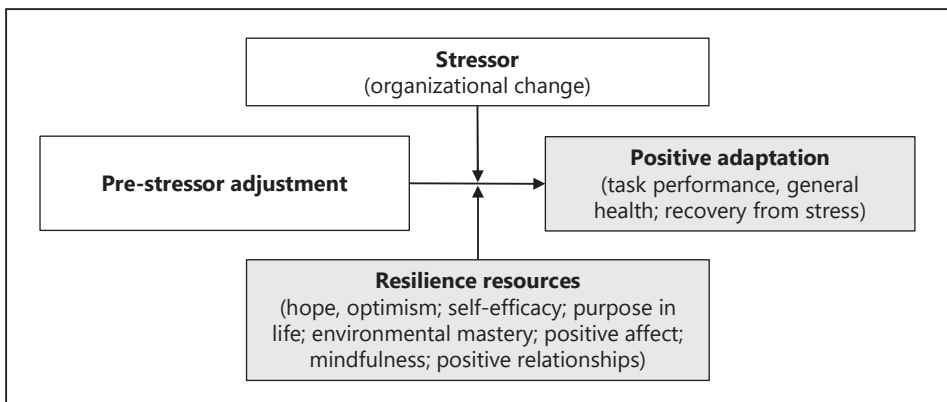 Stressor
(organizational change)
Pre-stressor adjustment
Positive adaptation
(task performance, general
health; recovery from stress)
Resilience resources
(hope, optimism; self-efficacy; purpose in
life; environmental mastery; positive affect;
mindfulness; positive relationships)